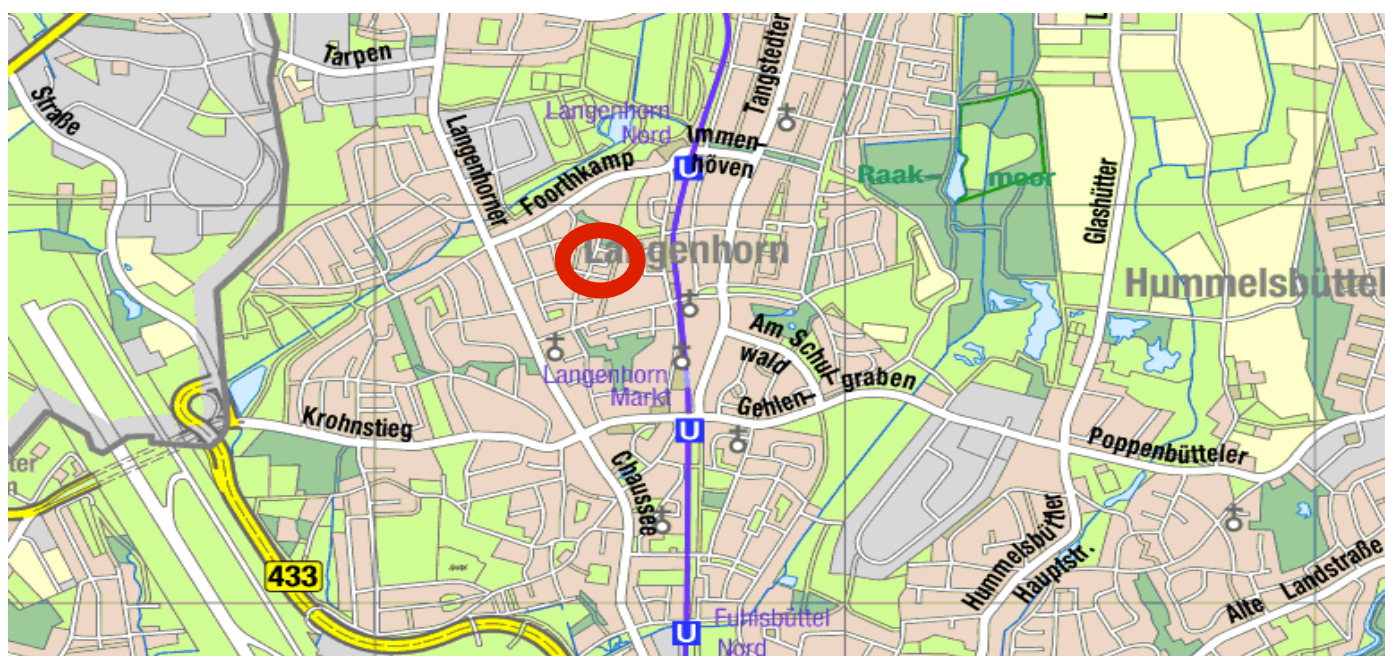 Tarpen
Straße
Langenhorn
Nord
Tangstedter
Immen-
höven
Langenhorner
Foorthkamp
Raak-
moor
Glashütter
Langenhorn
Hummelsbüttel
Am Schul-
wald
graben
Langenhorn
Markt
Gehlen-
U
U
Krohnstieg
Poppenbütteler
Chaussee
Hummelsbüttler
Hauptstr.
Alte Landstraße
433
Fuhlsbüttel
Nord
U